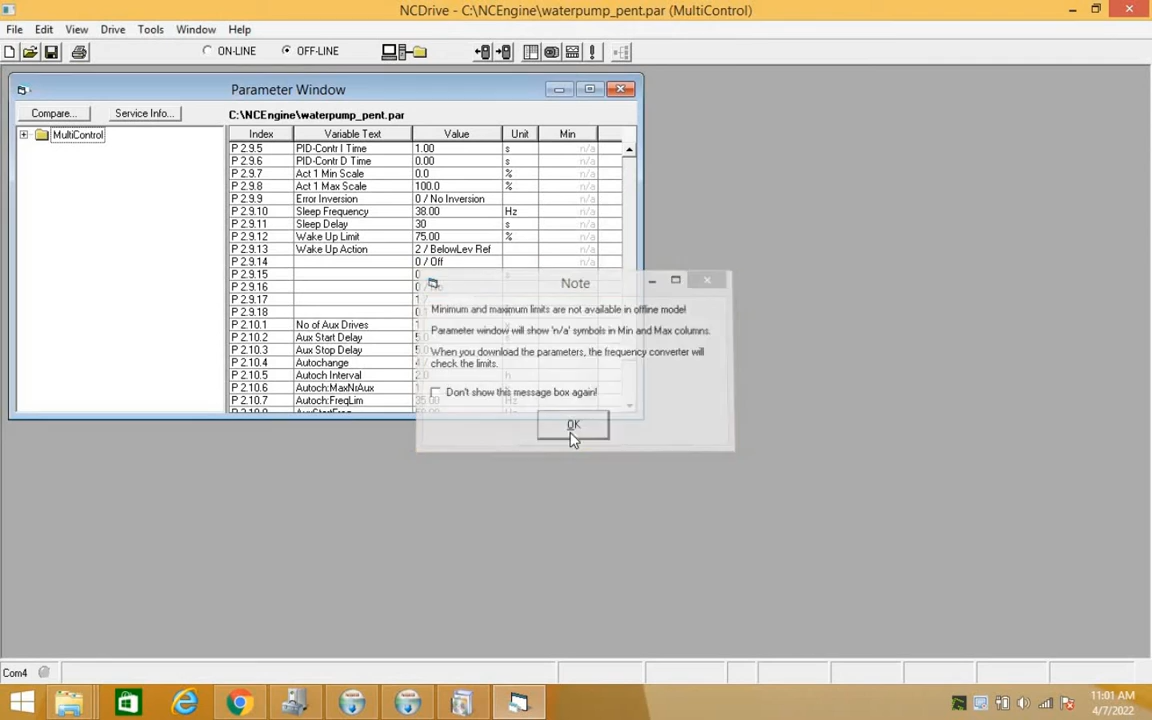 NCDrive - C:\NCEngine\waterpump_pent.par (MultiControl)
File Edit View Drive Tools Window Help
ON-LINE OFF-LINE
Parameter Window
Compare... Service Info... C:\NCEngine\waterpump_pent.par
MultiControl
Index Variable Text Value Unit Min
P 2.9.5 PID-Contr I Time 1.00 s n/a
P 2.9.6 PID-Contr D Time 0.00 s n/a
P 2.9.7 Act 1 Min Scale 0.0 % n/a
P 2.9.8 Act 1 Max Scale 100.0 % n/a
P 2.9.9 Error Inversion 0 / No Inversion n/a
P 2.9.10 Sleep Frequency 38.00 Hz n/a
P 2.9.11 Sleep Delay 30 s n/a
P 2.9.12 Wake Up Limit 75.00 % n/a
P 2.9.13 Wake Up Action 2 / BelowLev Ref n/a
P 2.9.14 0 / Off n/a
P 2.9.15
P 2.9.16
P 2.9.17
P 2.9.18
P 2.10.1 No of Aux Drives
P 2.10.2 Aux Start Delay
P 2.10.3 Aux Stop Delay
P 2.10.4 Autochange
P 2.10.5 Autoch Interval
P 2.10.6 Autoch:MaxNrAux
P 2.10.7 Autoch:FreqLim
Note
Minimum and maximum limits are not available in offline mode!
Parameter window will show 'n/a' symbols in Min and Max columns.
When you download the parameters, the frequency converter will
check the limits.
Don't show this message box again!
OK
Com4
11:01 AM
4/7/2022